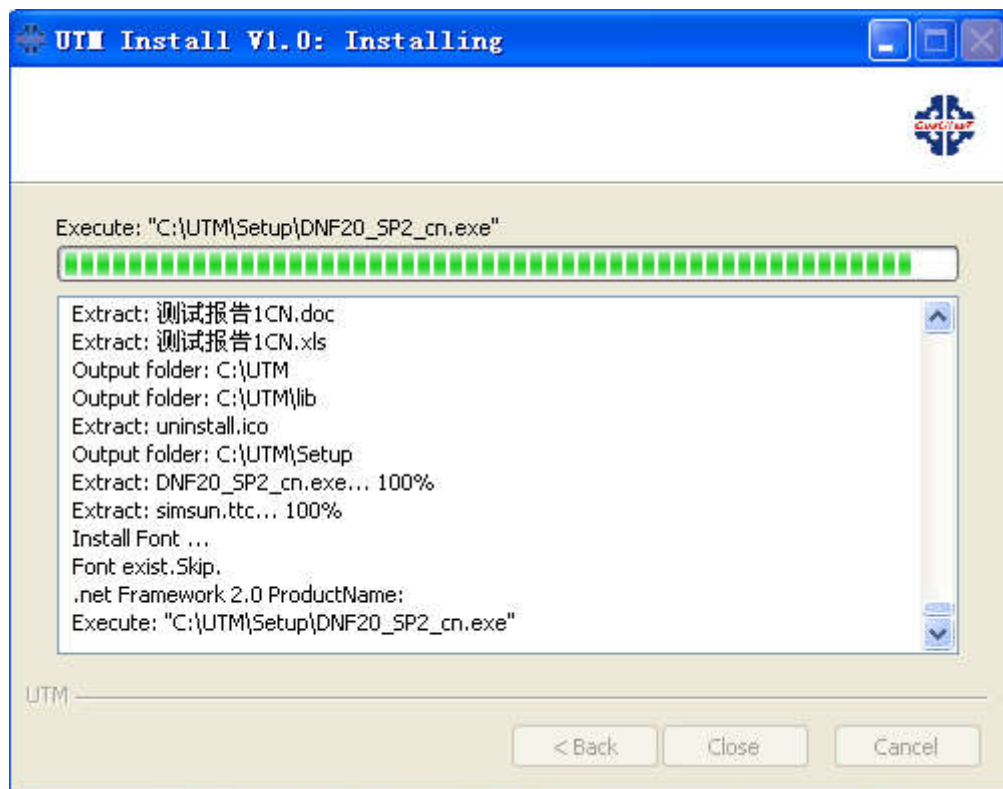 UTM Install V1.0: Installing
Execute: "C:\UTM\Setup\DNF20_SP2_cn.exe"
Extract: 测试报告1CN.doc
Extract: 测试报告1CN.xls
Output folder: C:\UTM
Output folder: C:\UTM\lib
Extract: uninstall.ico
Output folder: C:\UTM\Setup
Extract: DNF20_SP2_cn.exe... 100%
Extract: simsun.ttc... 100%
Install Font ...
Font exist.Skip.
.net Framework 2.0 ProductName:
Execute: "C:\UTM\Setup\DNF20_SP2_cn.exe"
UTM
< Back
Close
Cancel